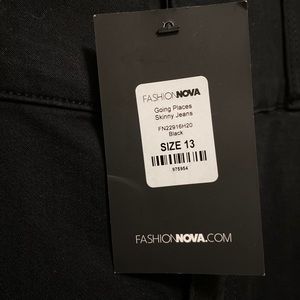 FASHIONNOVA
Going Places
Skinny Jeans
FN22916H20
Black
SIZE 13
975954
FASHIONNOVA.COM